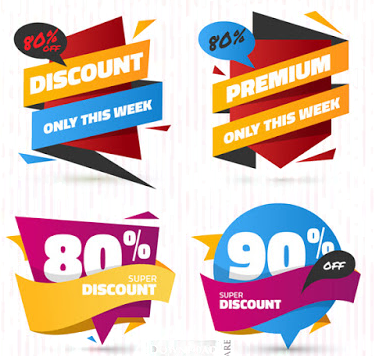 80%
OFF
DISCOUNT
ONLY THIS WEEK
80%
PREMIUM
ONLY THIS WEEK
80%
SUPER
DISCOUNT
90%
OFF
SUPER
DISCOUNT